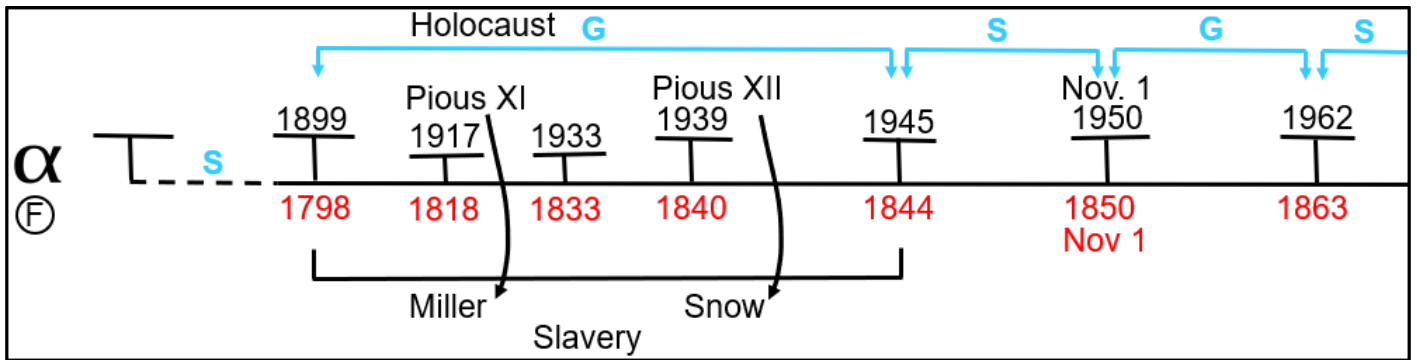 Holocaust G S G S
Pious XI Pious XII Nov. 1
1899 1917 1933 1939 1945 1950 1962
α S
Ⓕ 1798 1818 1833 1840 1844 1850 1863
Nov 1
Miller Snow
Slavery